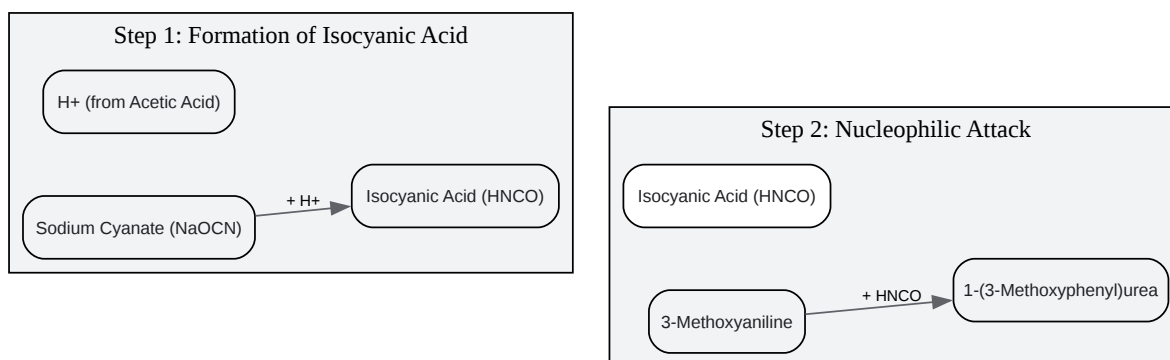 Step 1: Formation of Isocyanic Acid
H+ (from Acetic Acid)
Sodium Cyanate (NaOCN)
+ H+
Isocyanic Acid (HNCO)
Step 2: Nucleophilic Attack
Isocyanic Acid (HNCO)
3-Methoxyaniline
+ HNCO
1-(3-Methoxyphenyl)urea